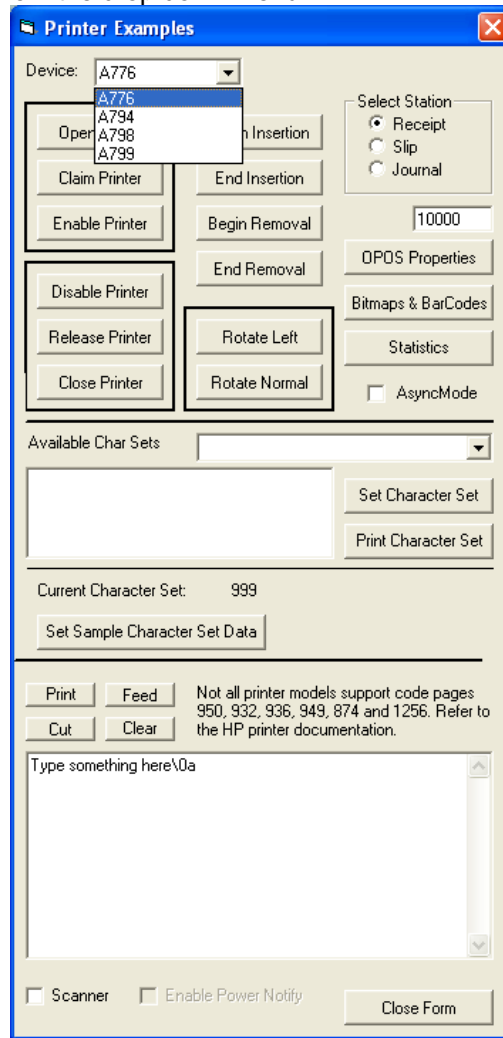 Printer Examples
Device: A776
A776
A794
A798
A799
Open
n Insertion
Claim Printer
End Insertion
Enable Printer
Begin Removal
End Removal
Disable Printer
Release Printer
Rotate Left
Close Printer
Rotate Normal
Select Station
Receipt
Slip
Journal
10000
OPOS Properties
Bitmaps & BarCodes
Statistics
AsyncMode
Available Char Sets
Set Character Set
Print Character Set
Current Character Set: 999
Set Sample Character Set Data
Print Feed
Cut Clear
Not all printer models support code pages
950, 932, 936, 949, 874 and 1256. Refer to
the HP printer documentation.
Type something here\0a
Scanner
Enable Power Notify
Close Form